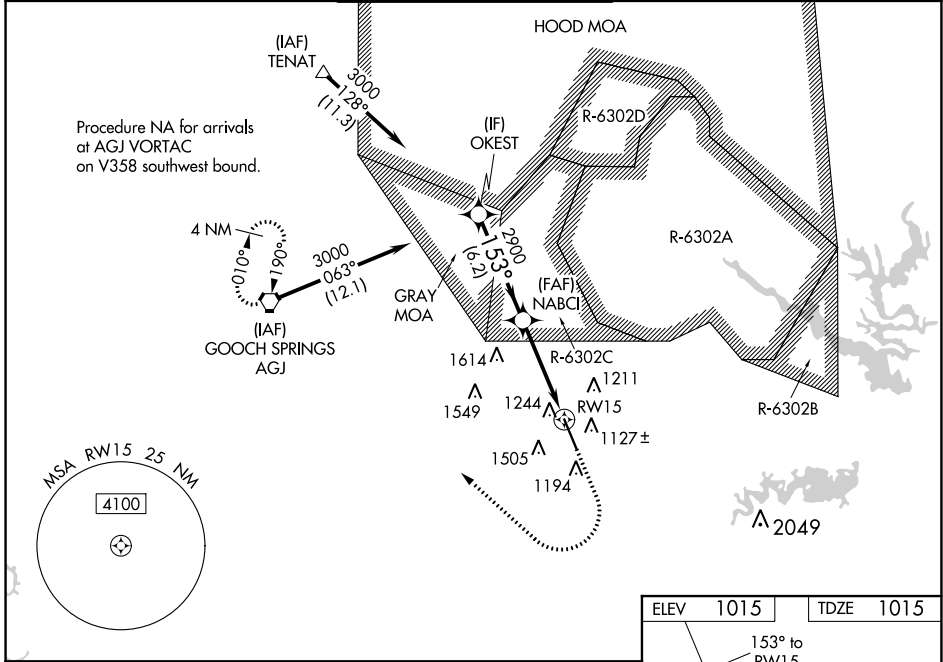 HOOD MOA
(IAF)
TENAT
3000
128°
(11.3)
Procedure NA for arrivals
at AGJ VORTAC
on V358 southwest bound.
R-6302D
(IF)
OKEST
4 NM
010°
190°
3000
063°
(12.1)
2900
153°
(6.2)
R-6302A
GRAY
MOA
(FAF)
NABCI
(IAF)
GOOCH SPRINGS
AGJ
R-6302C
1614
1549
1244
1211
RW15
1127±
1505
1194
R-6302B
2049
MSA RW15 25 NM
4100
ELEV 1015
TDZE 1015
153° to
RW15